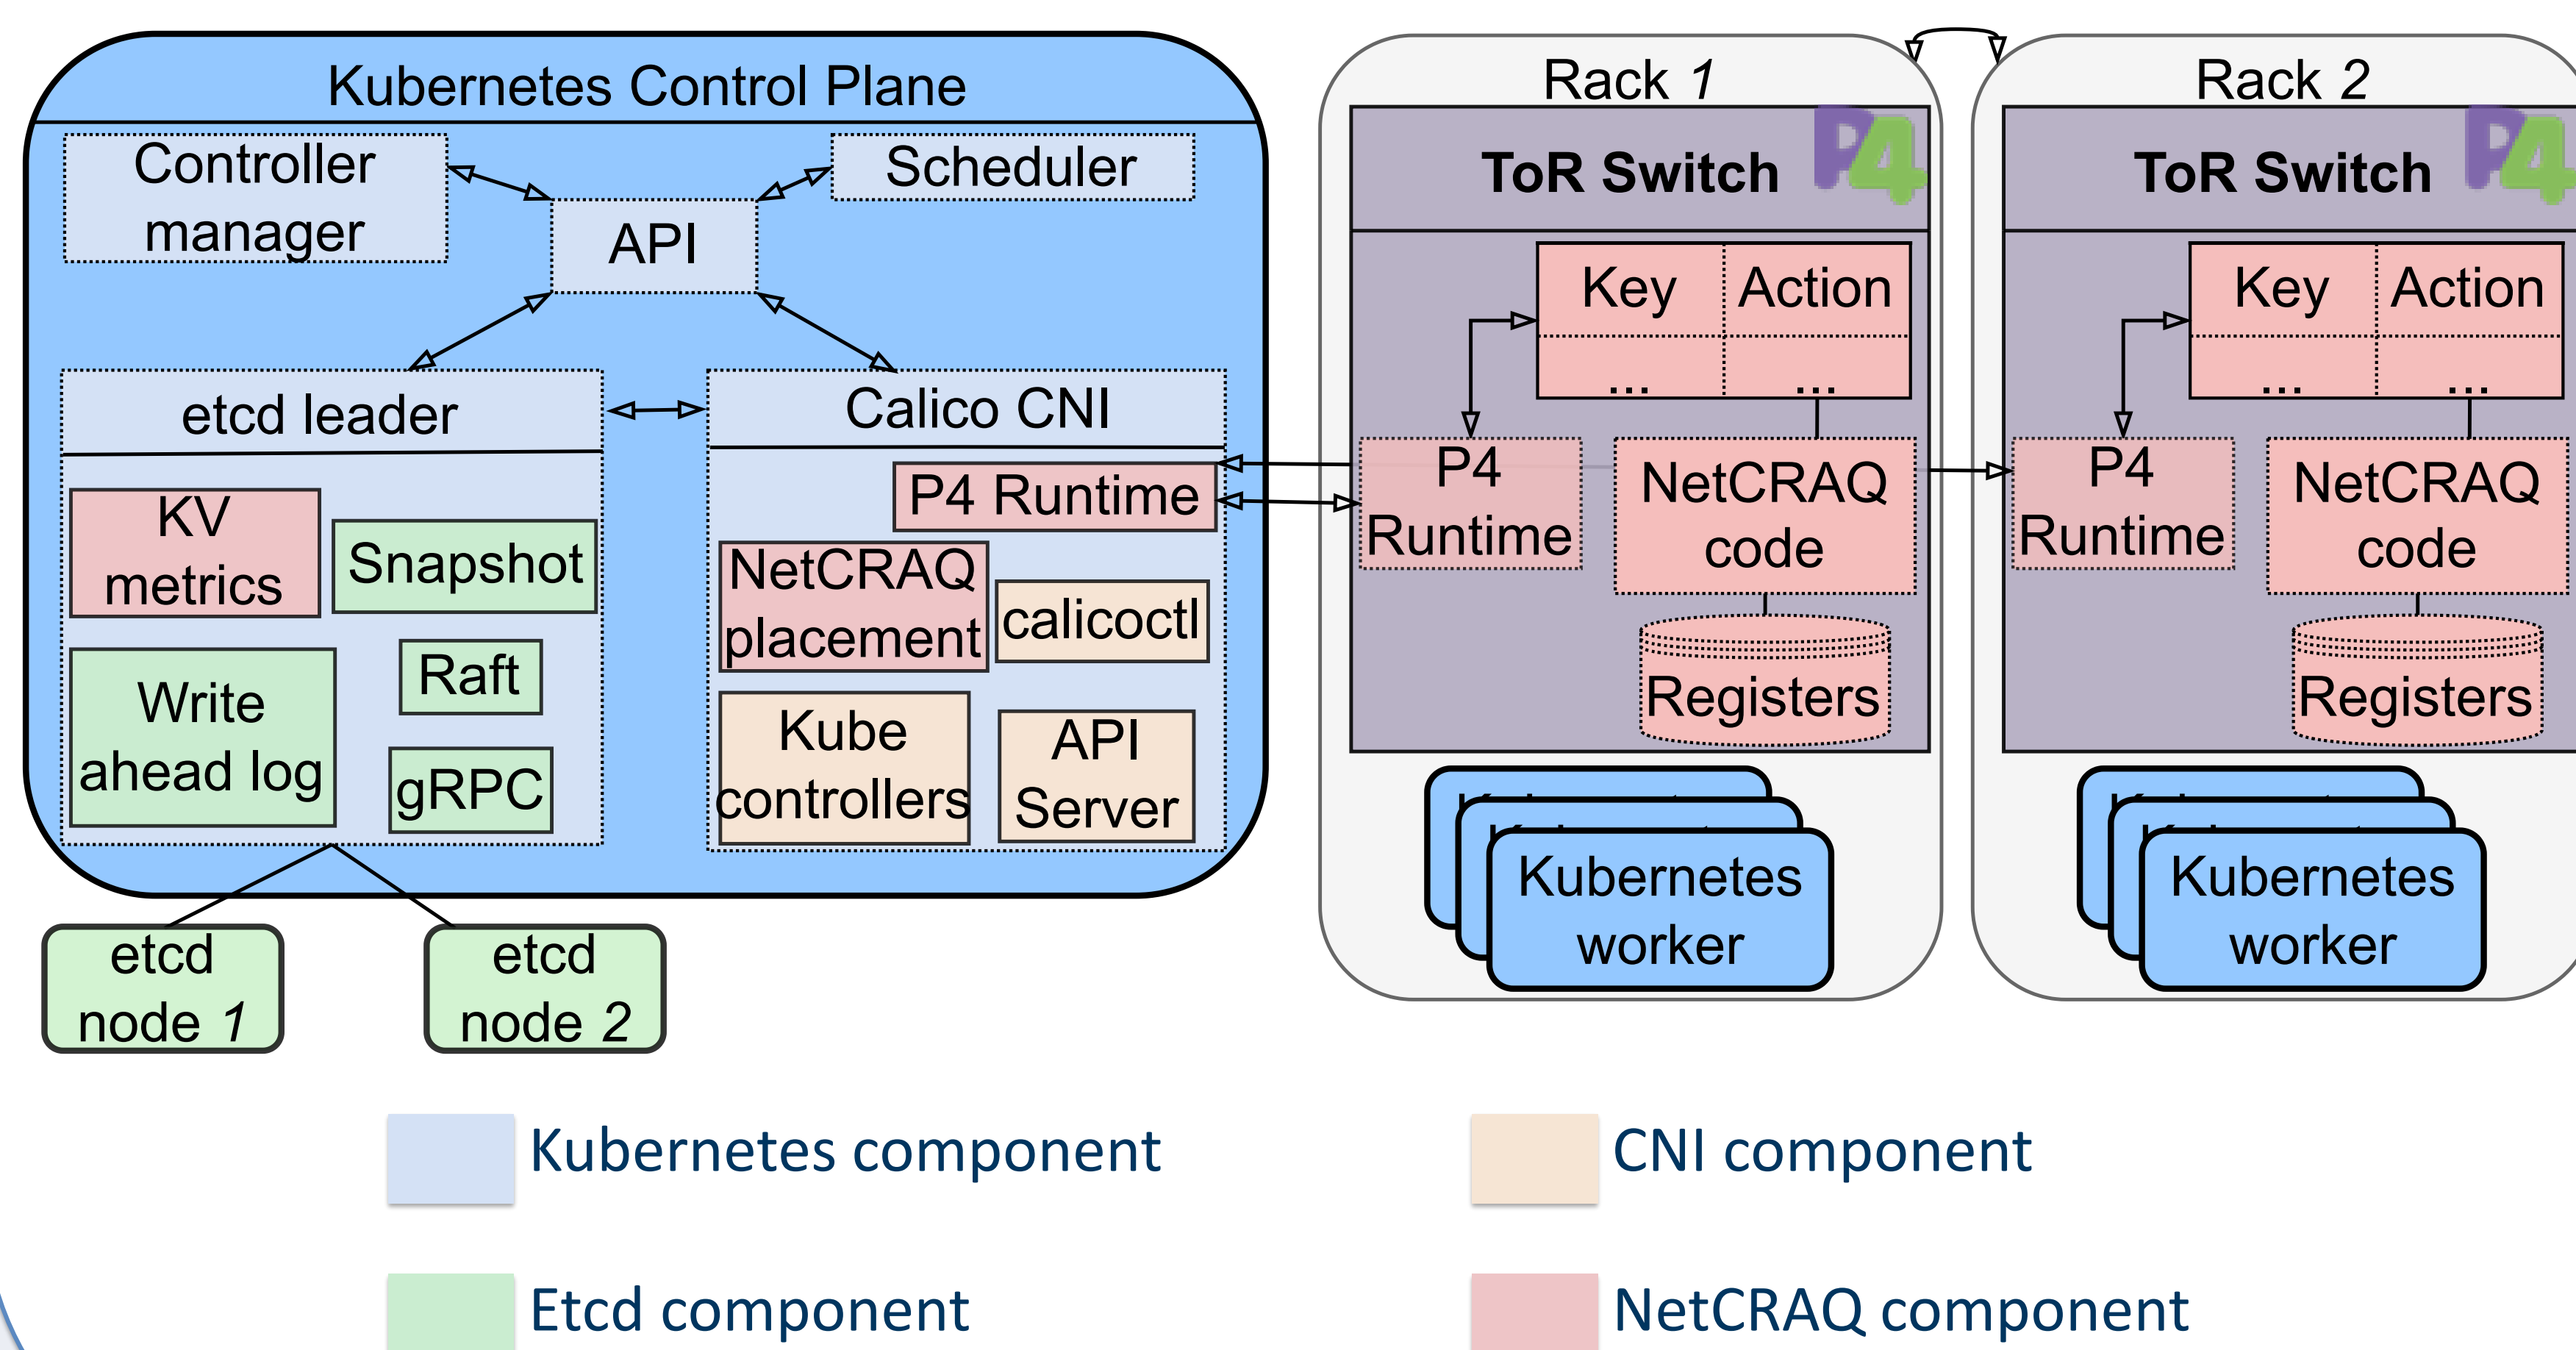 Kubernetes Control Plane
Controller
manager
Scheduler
API
etcd leader
KV
metrics
Snapshot
Write
ahead log
Raft
gRPC
Calico CNI
P4 Runtime
NetCRAQ
placement
calicoctl
Kube
controllers
API
Server
etcd
node 1
etcd
node 2
Rack 1
ToR Switch P4
Key Action
... ...
P4
Runtime
NetCRAQ
code
Registers
Kubernetes
worker
Rack 2
ToR Switch P4
Key Action
... ...
P4
Runtime
NetCRAQ
code
Registers
Kubernetes
worker
Kubernetes component
CNI component
Etcd component
NetCRAQ component